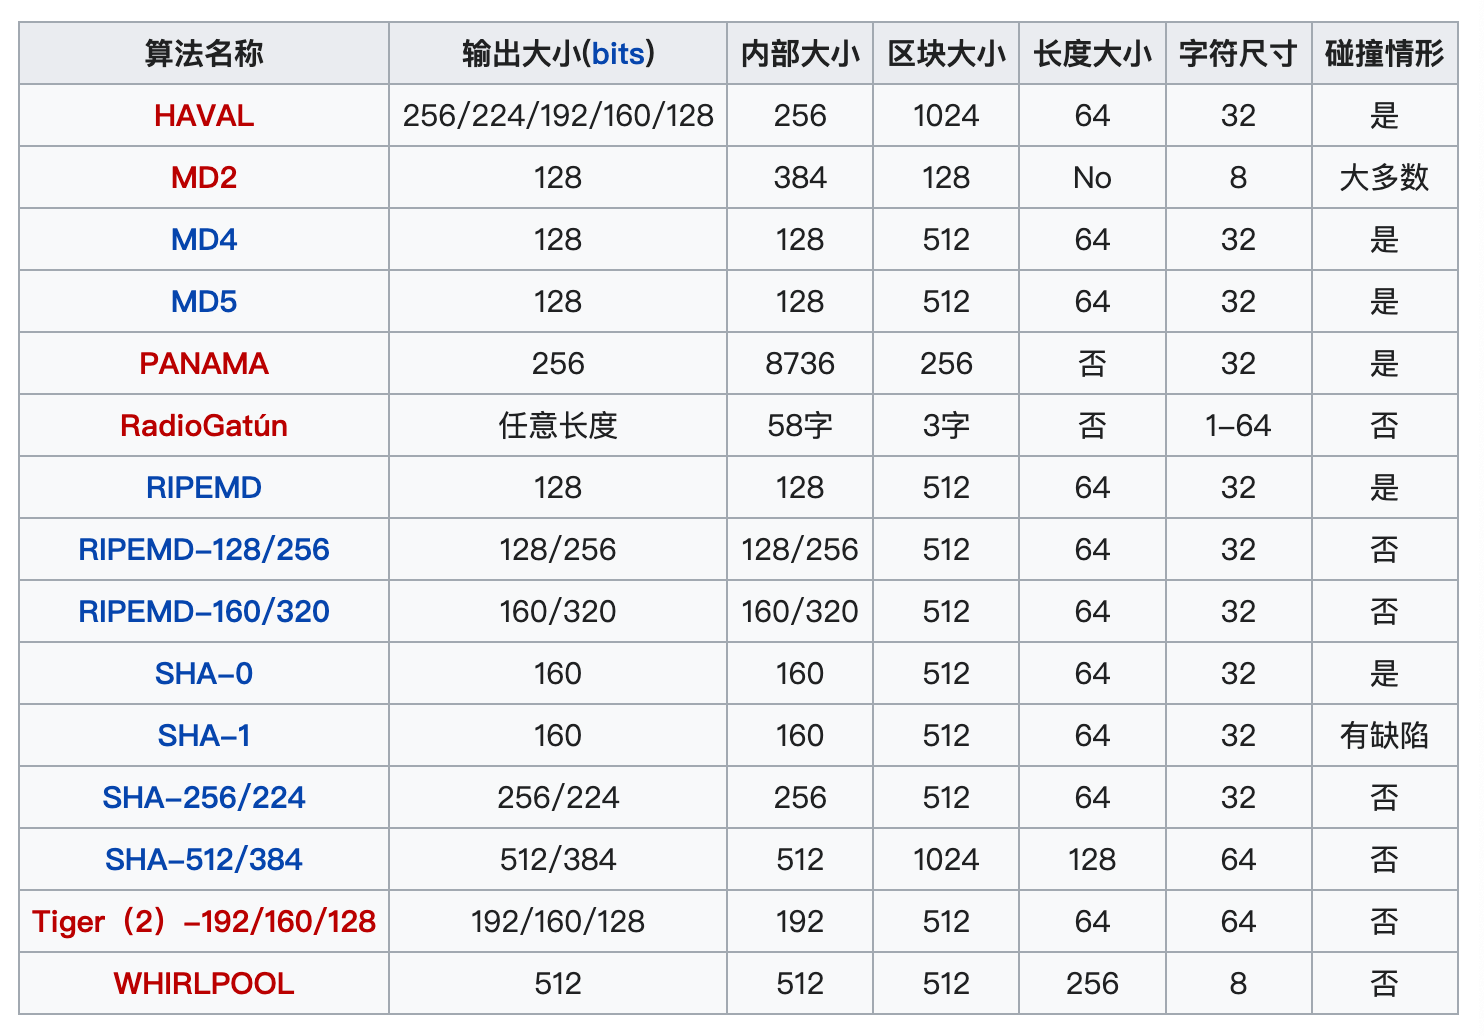 算法名称 输出大小(bits) 内部大小 区块大小 长度大小 字符尺寸 碰撞情形
HAVAL 256/224/192/160/128 256 1024 64 32 是
MD2 128 384 128 No 8 大多数
MD4 128 128 512 64 32 是
MD5 128 128 512 64 32 是
PANAMA 256 8736 256 否 32 是
RadioGatún 任意长度 58字 3字 否 1–64 否
RIPEMD 128 128 512 64 32 是
RIPEMD-128/256 128/256 128/256 512 64 32 否
RIPEMD-160/320 160/320 160/320 512 64 32 否
SHA-0 160 160 512 64 32 是
SHA-1 160 160 512 64 32 有缺陷
SHA-256/224 256/224 256 512 64 32 否
SHA-512/384 512/384 512 1024 128 64 否
Tiger（2）-192/160/128 192/160/128 192 512 64 64 否
WHIRLPOOL 512 512 512 256 8 否